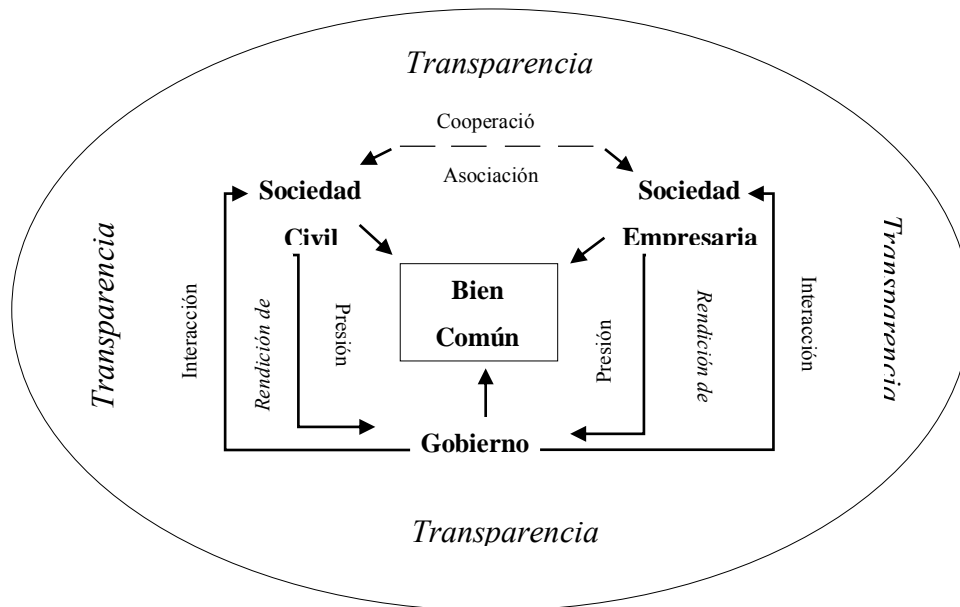 Transparencia
Cooperació
Asociación
Sociedad
Civil
Sociedad
Empresaria
Bien
Común
Transparencia
Interacción
Rendición de
Presión
Presión
Rendición de
Interacción
Transparencia
Gobierno
Transparencia